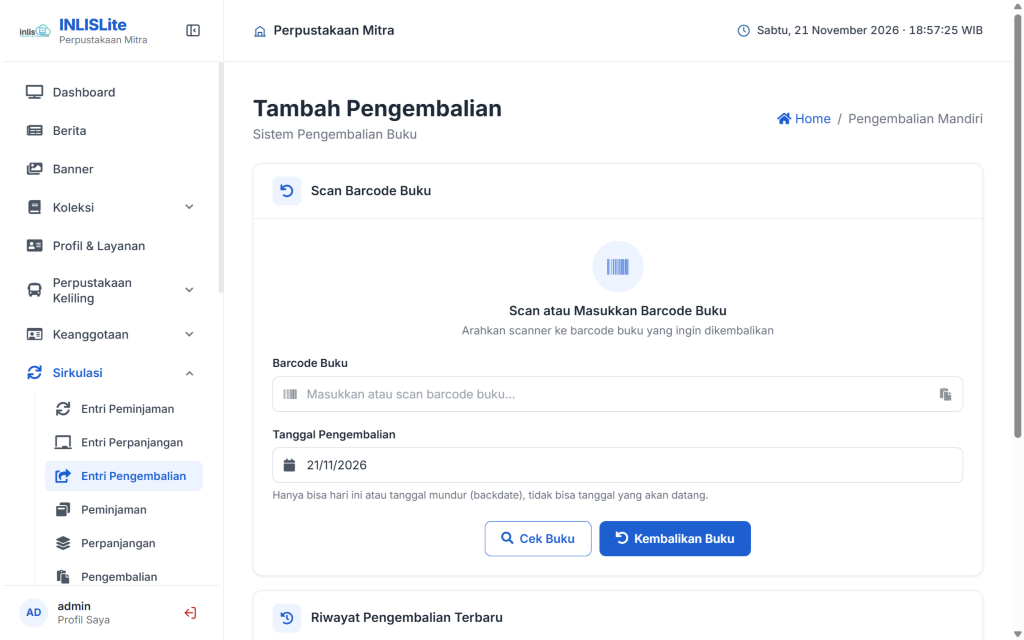 inlis
INLISLite
Perpustakaan Mitra
Perpustakaan Mitra
Sabtu, 21 November 2026 · 18:57:25 WIB
Dashboard
Berita
Banner
Koleksi
Profil & Layanan
Perpustakaan
Keliling
Keanggotaan
Sirkulasi
Entri Peminjaman
Entri Perpanjangan
Entri Pengembalian
Peminjaman
Perpanjangan
Pengembalian
AD
admin
Profil Saya
Tambah Pengembalian
Sistem Pengembalian Buku
Home / Pengembalian Mandiri
Scan Barcode Buku
Scan atau Masukkan Barcode Buku
Arahkan scanner ke barcode buku yang ingin dikembalikan
Barcode Buku
Masukkan atau scan barcode buku...
Tanggal Pengembalian
21/11/2026
Hanya bisa hari ini atau tanggal mundur (backdate), tidak bisa tanggal yang akan datang.
Cek Buku
Kembalikan Buku
Riwayat Pengembalian Terbaru